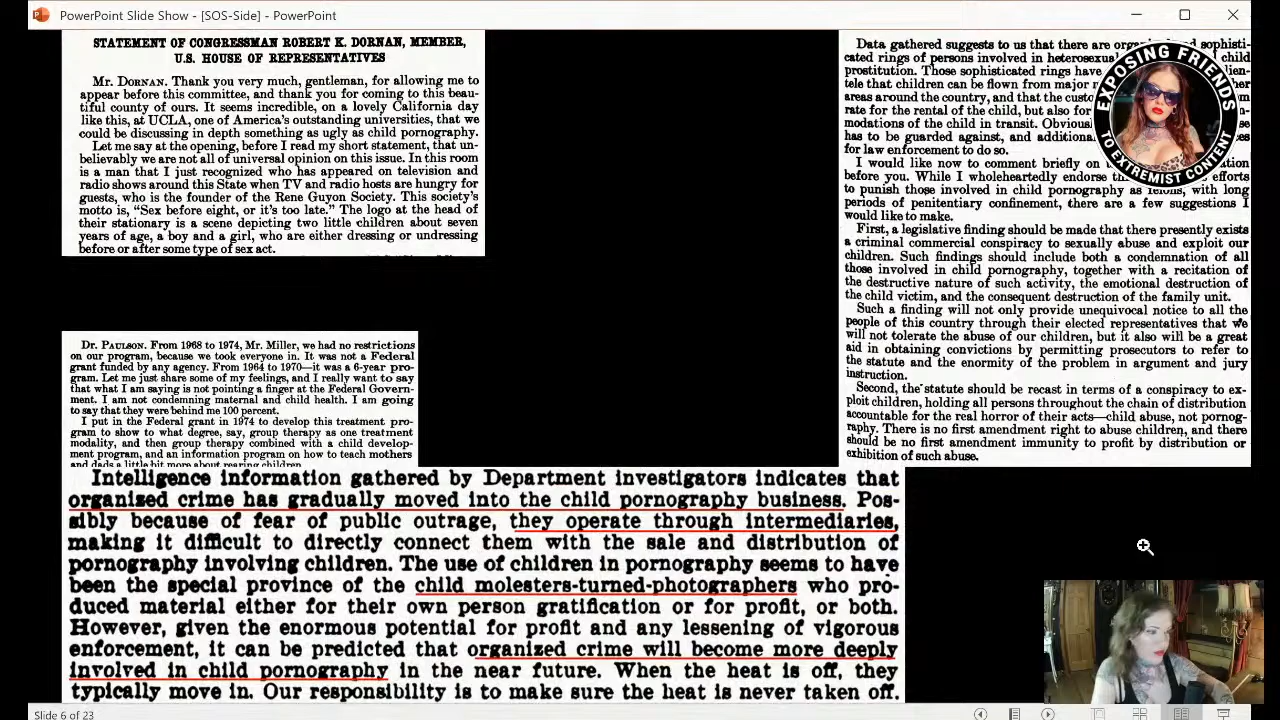 PowerPoint Slide Show - [SOS-Side] - PowerPoint
STATEMENT OF CONGRESSMAN ROBERT K. DORNAN, MEMBER,
U.S. HOUSE OF REPRESENTATIVES
Mr. DORNAN. Thank you very much, gentleman, for allowing me to
appear before this committee, and thank you for coming to this beau-
tiful county of ours. It seems incredible, on a lovely California day
like this, at UCLA, one of America's outstanding universities, that we
could be discussing in depth something as ugly as child pornography.
Let me say at the opening, before I read my short statement, that un-
believably we are not all of universal opinion on this issue. In this room
is a man that I just recognized who has appeared on television and
radio shows around this State when TV and radio hosts are hungry for
guests, who is the founder of the Rene Guyon Society. This society's
motto is, "Sex before eight, or it's too late." The logo at the head of
their stationary is a scene depicting two little children about seven
years of age, a boy and a girl, who are either dressing or undressing
before or after some type of sex act.
Dr. PAULSON. From 1968 to 1974, Mr. Miller, we had no restrictions
on our program, because we took everyone in. It was not a Federal
grant funded by any agency. From 1964 to 1970—it was a 6-year pro-
gram. Let me just share some of my feelings, and I really want to say
that what I am saying is not pointing a finger at the Federal Govern-
ment. I am not condemning maternal and child health. I am going
to say that they were behind me 100 percent.
I put in the Federal grant in 1974 to develop this treatment pro-
gram to show to what degree, say, group therapy as one treatment
modality, and then group therapy combined with a child develop-
ment program, and an information program on how to teach mothers
and dads a little bit more about rearing children.
Intelligence information gathered by Department investigators indicates that
organized crime has gradually moved into the child pornography business. Pos-
sibly because of fear of public outrage, they operate through intermediaries,
making it difficult to directly connect them with the sale and distribution of
pornography involving children. The use of children in pornography seems to have
been the special province of the child molesters-turned-photographers who pro-
duced material either for their own person gratification or for profit, or both.
However, given the enormous potential for profit and any lessening of vigorous
enforcement, it can be predicted that organized crime will become more deeply
involved in child pornography in the near future. When the heat is off, they
typically move in. Our responsibility is to make sure the heat is never taken off.
Data gathered suggests to us that there are sophisti-
cated rings of persons involved in heterosexual child
prostitution. Those sophisticated rings have lien-
tele that children can be flown from major
areas around the country, and that the
rate for the rental of the child, but also for
modations of the child in transit.
has to be guarded against, and
for law enforcement to do so.
I would like now to comment briefly on
before you. While I wholeheartedly endorse efforts
to punish those involved in child pornography as felons, with long
periods of penitentiary confinement, there are a few suggestions I
would like to make.
First, a legislative finding should be made that there presently exists
a criminal commercial conspiracy to sexually abuse and exploit our
children. Such findings should include both a condemnation of all
those involved in child pornography, together with a recitation of
the destructive nature of such activity, the emotional destruction of
the child victim, and the consequent destruction of the family unit.
Such a finding will not only provide unequivocal notice to all the
people of this country through their elected representatives that we
will not tolerate the abuse of our children, but it also will be a great
aid in obtaining convictions by permitting prosecutors to refer to
the statute and the enormity of the problem in argument and jury
instruction.
Second, the statute should be recast in terms of a conspiracy to ex-
ploit children, holding all persons throughout the chain of distribution
accountable for the real horror of their acts—child abuse, not pornog-
raphy. There is no first amendment right to abuse children, and there
should be no first amendment immunity to profit by distribution or
exhibition of such abuse.
EXPOSING FRIENDS
TO EXTREMIST CONTENT
Slide 6 of 23